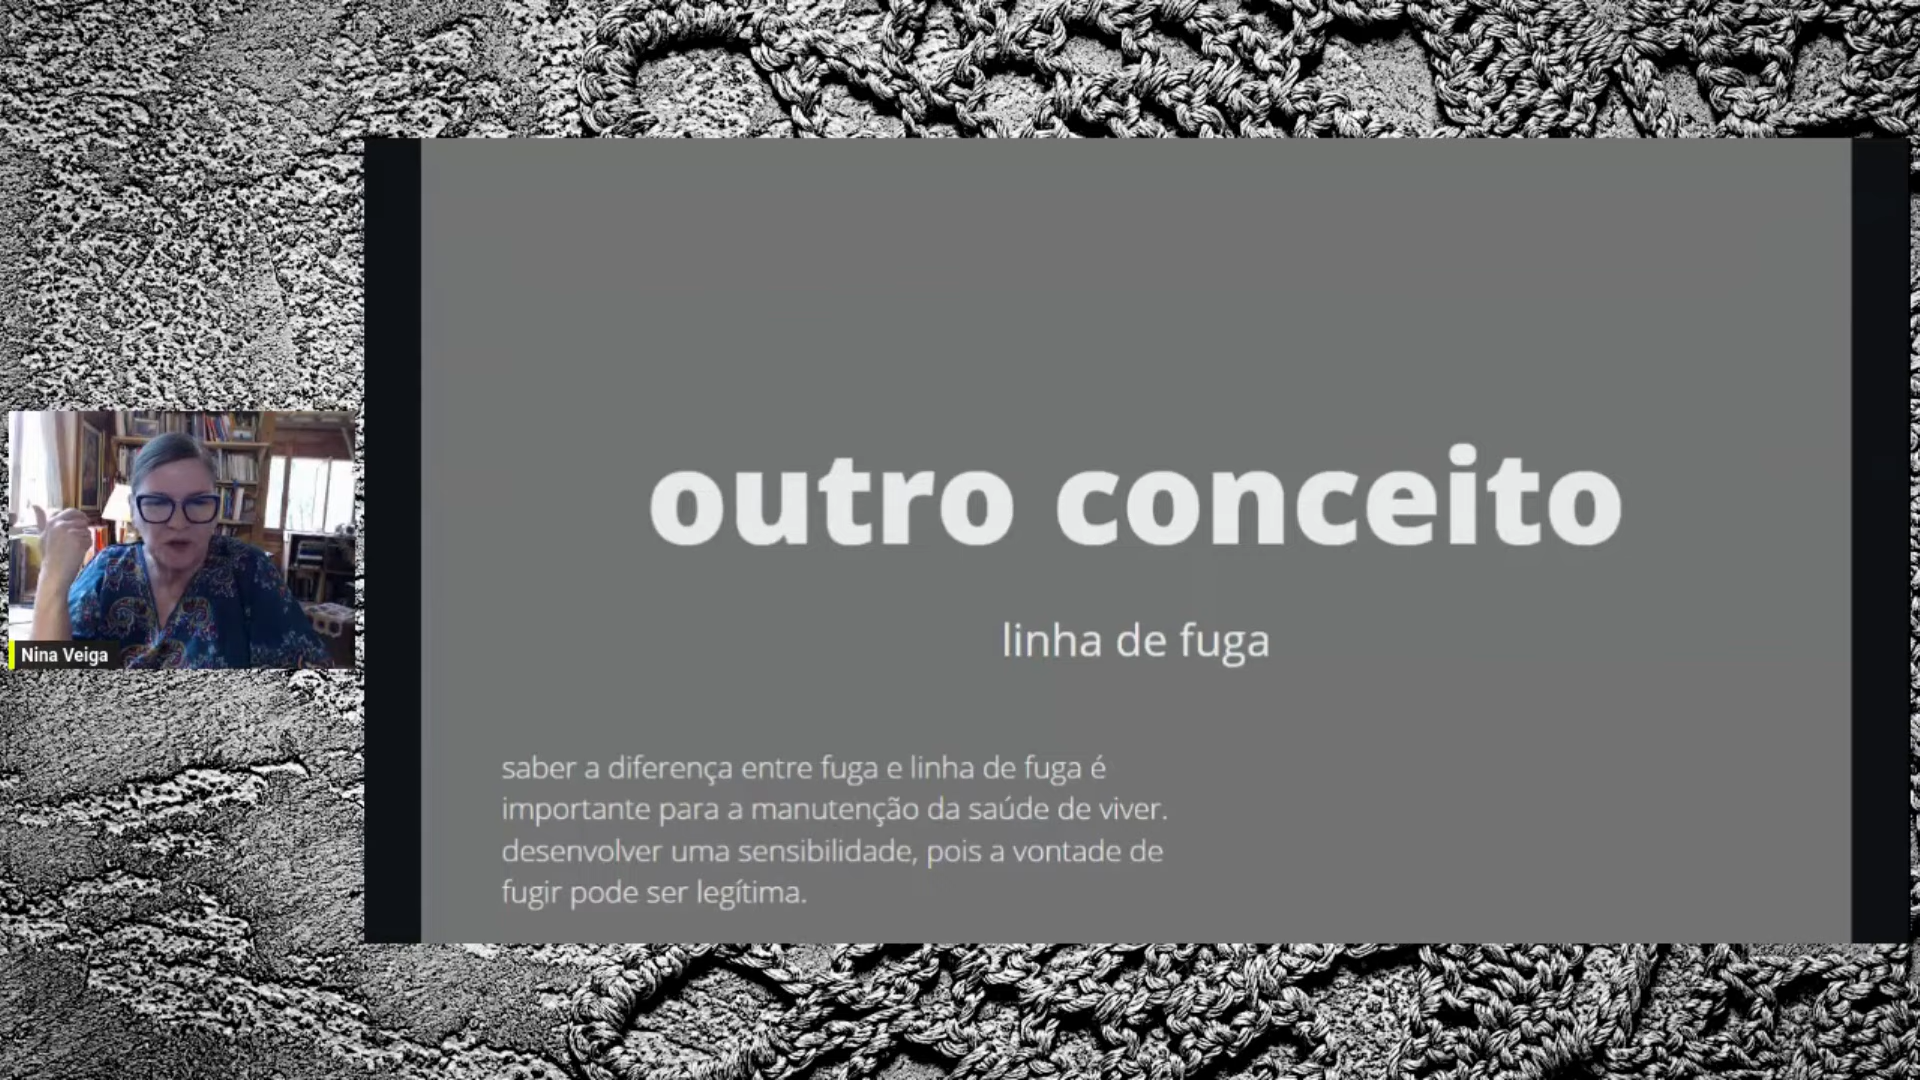 outro conceito
linha de fuga
Nina Veiga
saber a diferença entre fuga e linha de fuga é
importante para a manutenção da saúde de viver.
desenvolver uma sensibilidade, pois a vontade de
fugir pode ser legítima.